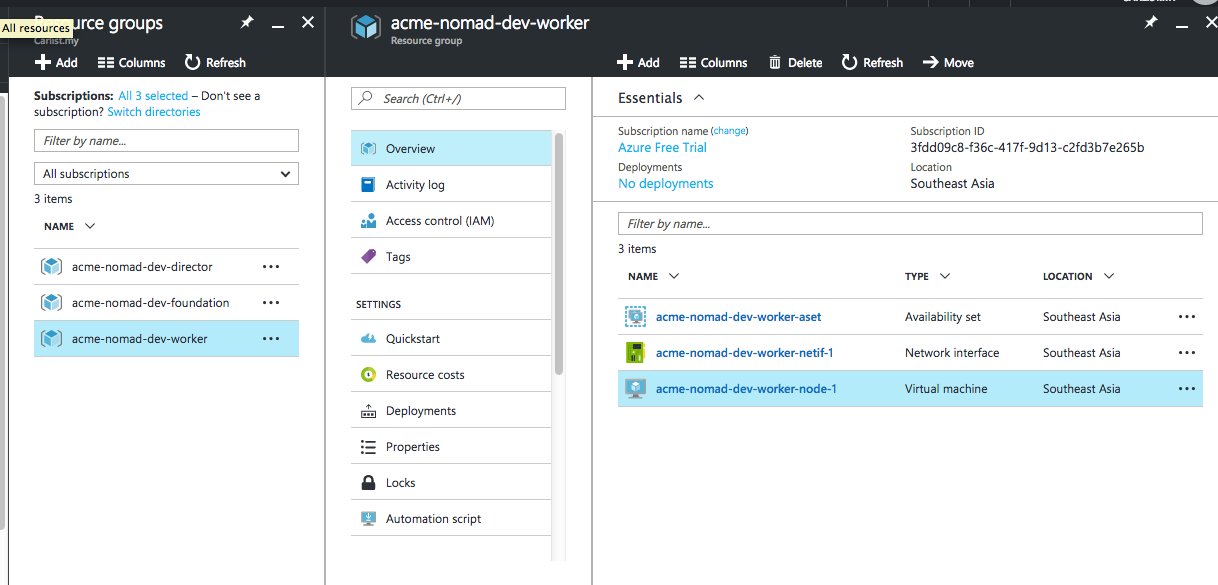 All resources
urce groups
Carlist.my
Add Columns Refresh
Subscriptions: All 3 selected – Don't see a
subscription? Switch directories
Filter by name...
All subscriptions
3 items
NAME
acme-nomad-dev-director
acme-nomad-dev-foundation
acme-nomad-dev-worker
acme-nomad-dev-worker
Resource group
Search (Ctrl+/)
Overview
Activity log
Access control (IAM)
Tags
SETTINGS
Quickstart
Resource costs
Deployments
Properties
Locks
Automation script
Add Columns Delete Refresh Move
Essentials
Subscription name (change)
Azure Free Trial
Deployments
No deployments
Subscription ID
3fdd09c8-f36c-417f-9d13-c2fd3b7e265b
Location
Southeast Asia
Filter by name...
3 items
NAME TYPE LOCATION
acme-nomad-dev-worker-aset Availability set Southeast Asia
acme-nomad-dev-worker-netif-1 Network interface Southeast Asia
acme-nomad-dev-worker-node-1 Virtual machine Southeast Asia